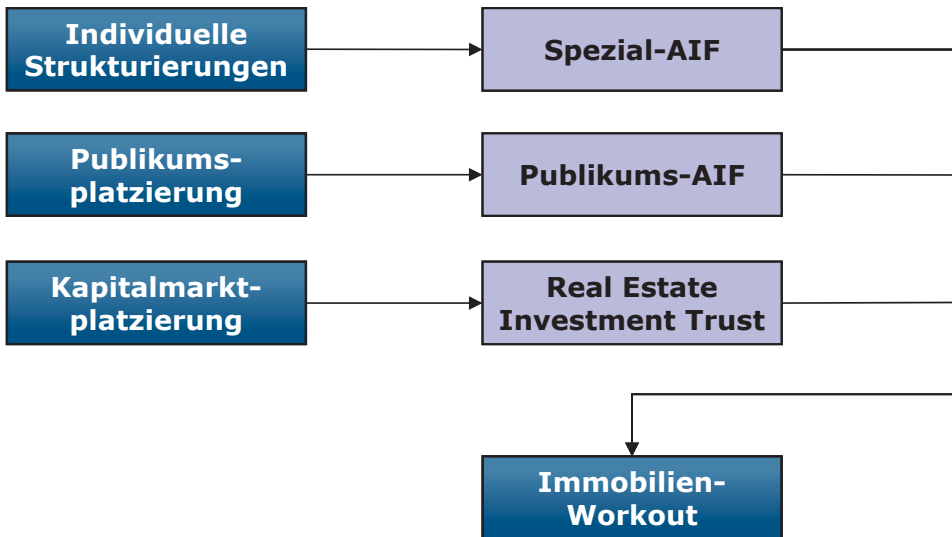 Individuelle
Strukturierungen
Spezial-AIF
Publikums-
platzierung
Publikums-AIF
Kapitalmarkt-
platzierung
Real Estate
Investment Trust
Immobilien-
Workout